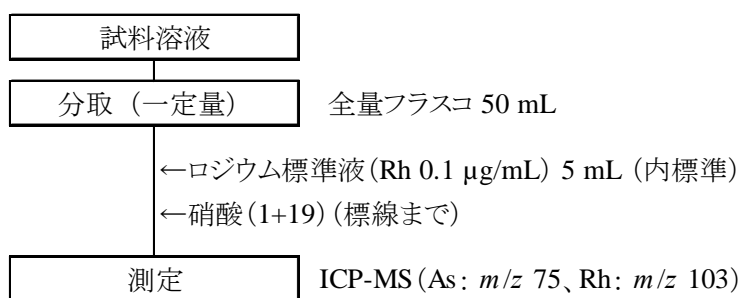 試料溶液
分取（一定量） 全量フラスコ 50 mL
←ロジウム標準液(Rh 0.1 µg/mL) 5 mL (内標準)
←硝酸(1+19)(標線まで)
測定 ICP-MS(As: m/z 75、Rh: m/z 103)